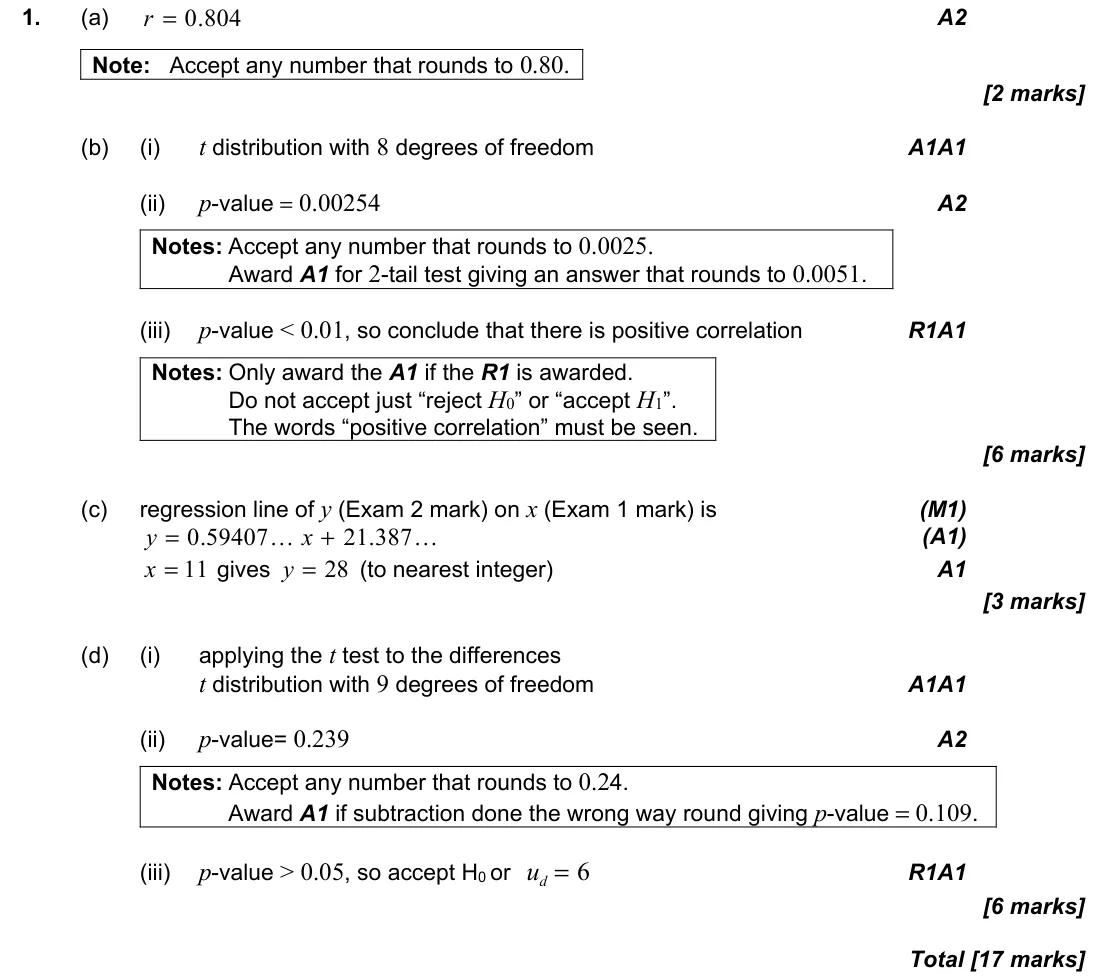 1. (a) r = 0.804 A2
Note: Accept any number that rounds to 0.80.
[2 marks]
(b) (i) t distribution with 8 degrees of freedom A1A1
(ii) p-value = 0.00254 A2
Notes: Accept any number that rounds to 0.0025.
Award A1 for 2-tail test giving an answer that rounds to 0.0051.
(iii) p-value < 0.01, so conclude that there is positive correlation R1A1
Notes: Only award the A1 if the R1 is awarded.
Do not accept just “reject H₀” or “accept H₁”.
The words “positive correlation” must be seen.
[6 marks]
(c) regression line of y (Exam 2 mark) on x (Exam 1 mark) is (M1)
y = 0.59407… x + 21.387… (A1)
x = 11 gives y = 28 (to nearest integer) A1
[3 marks]
(d) (i) applying the t test to the differences
t distribution with 9 degrees of freedom A1A1
(ii) p-value= 0.239 A2
Notes: Accept any number that rounds to 0.24.
Award A1 if subtraction done the wrong way round giving p-value = 0.109.
(iii) p-value > 0.05, so accept H₀ or u_d = 6 R1A1
[6 marks]
Total [17 marks]